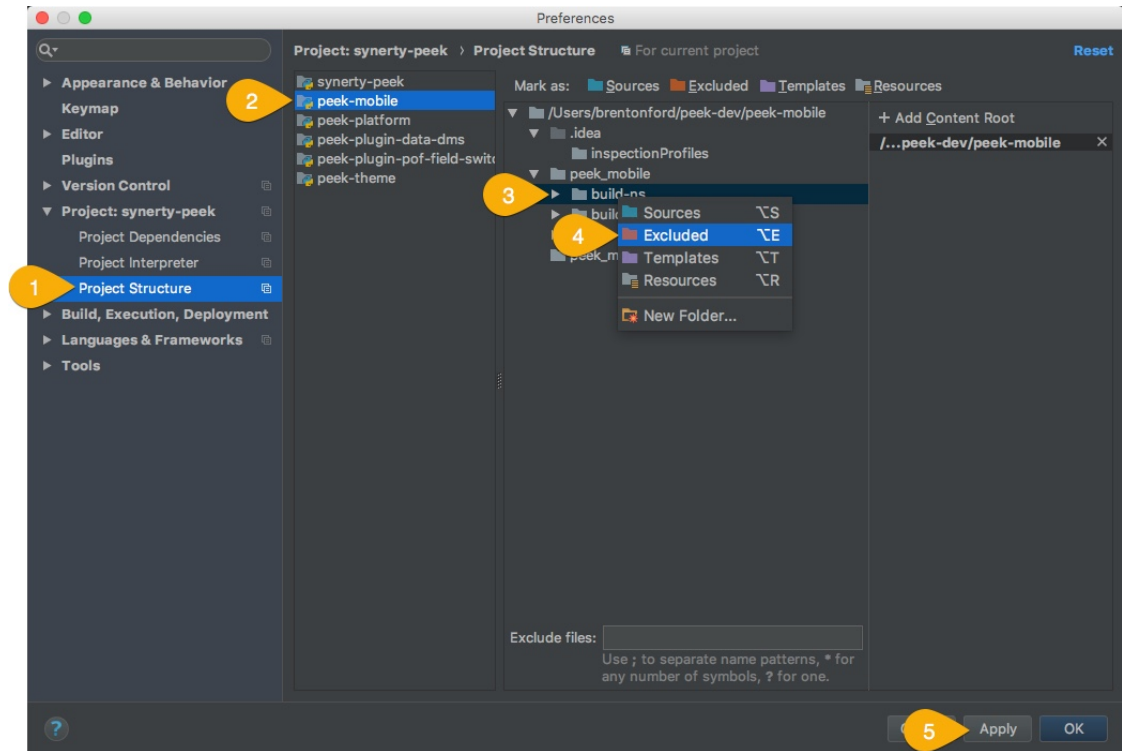 Preferences
Project: synerty-peek › Project Structure
For current project
Reset
Appearance & Behavior
Keymap
Editor
Plugins
Version Control
Project: synerty-peek
Project Dependencies
Project Interpreter
Project Structure
Build, Execution, Deployment
Languages & Frameworks
Tools
1
2
synerty-peek
peek-mobile
peek-platform
peek-plugin-data-dms
peek-plugin-pof-field-switc
peek-theme
Mark as: Sources Excluded Templates Resources
/Users/brentonford/peek-dev/peek-mobile
.idea
inspectionProfiles
peek_mobile
3
build-ns
buil
peek_m
4
Sources ⌥S
Excluded ⌥E
Templates ⌥T
Resources ⌥R
New Folder...
+ Add Content Root
/...peek-dev/peek-mobile ×
Exclude files:
Use ; to separate name patterns, * for
any number of symbols, ? for one.
?
5
Apply
OK